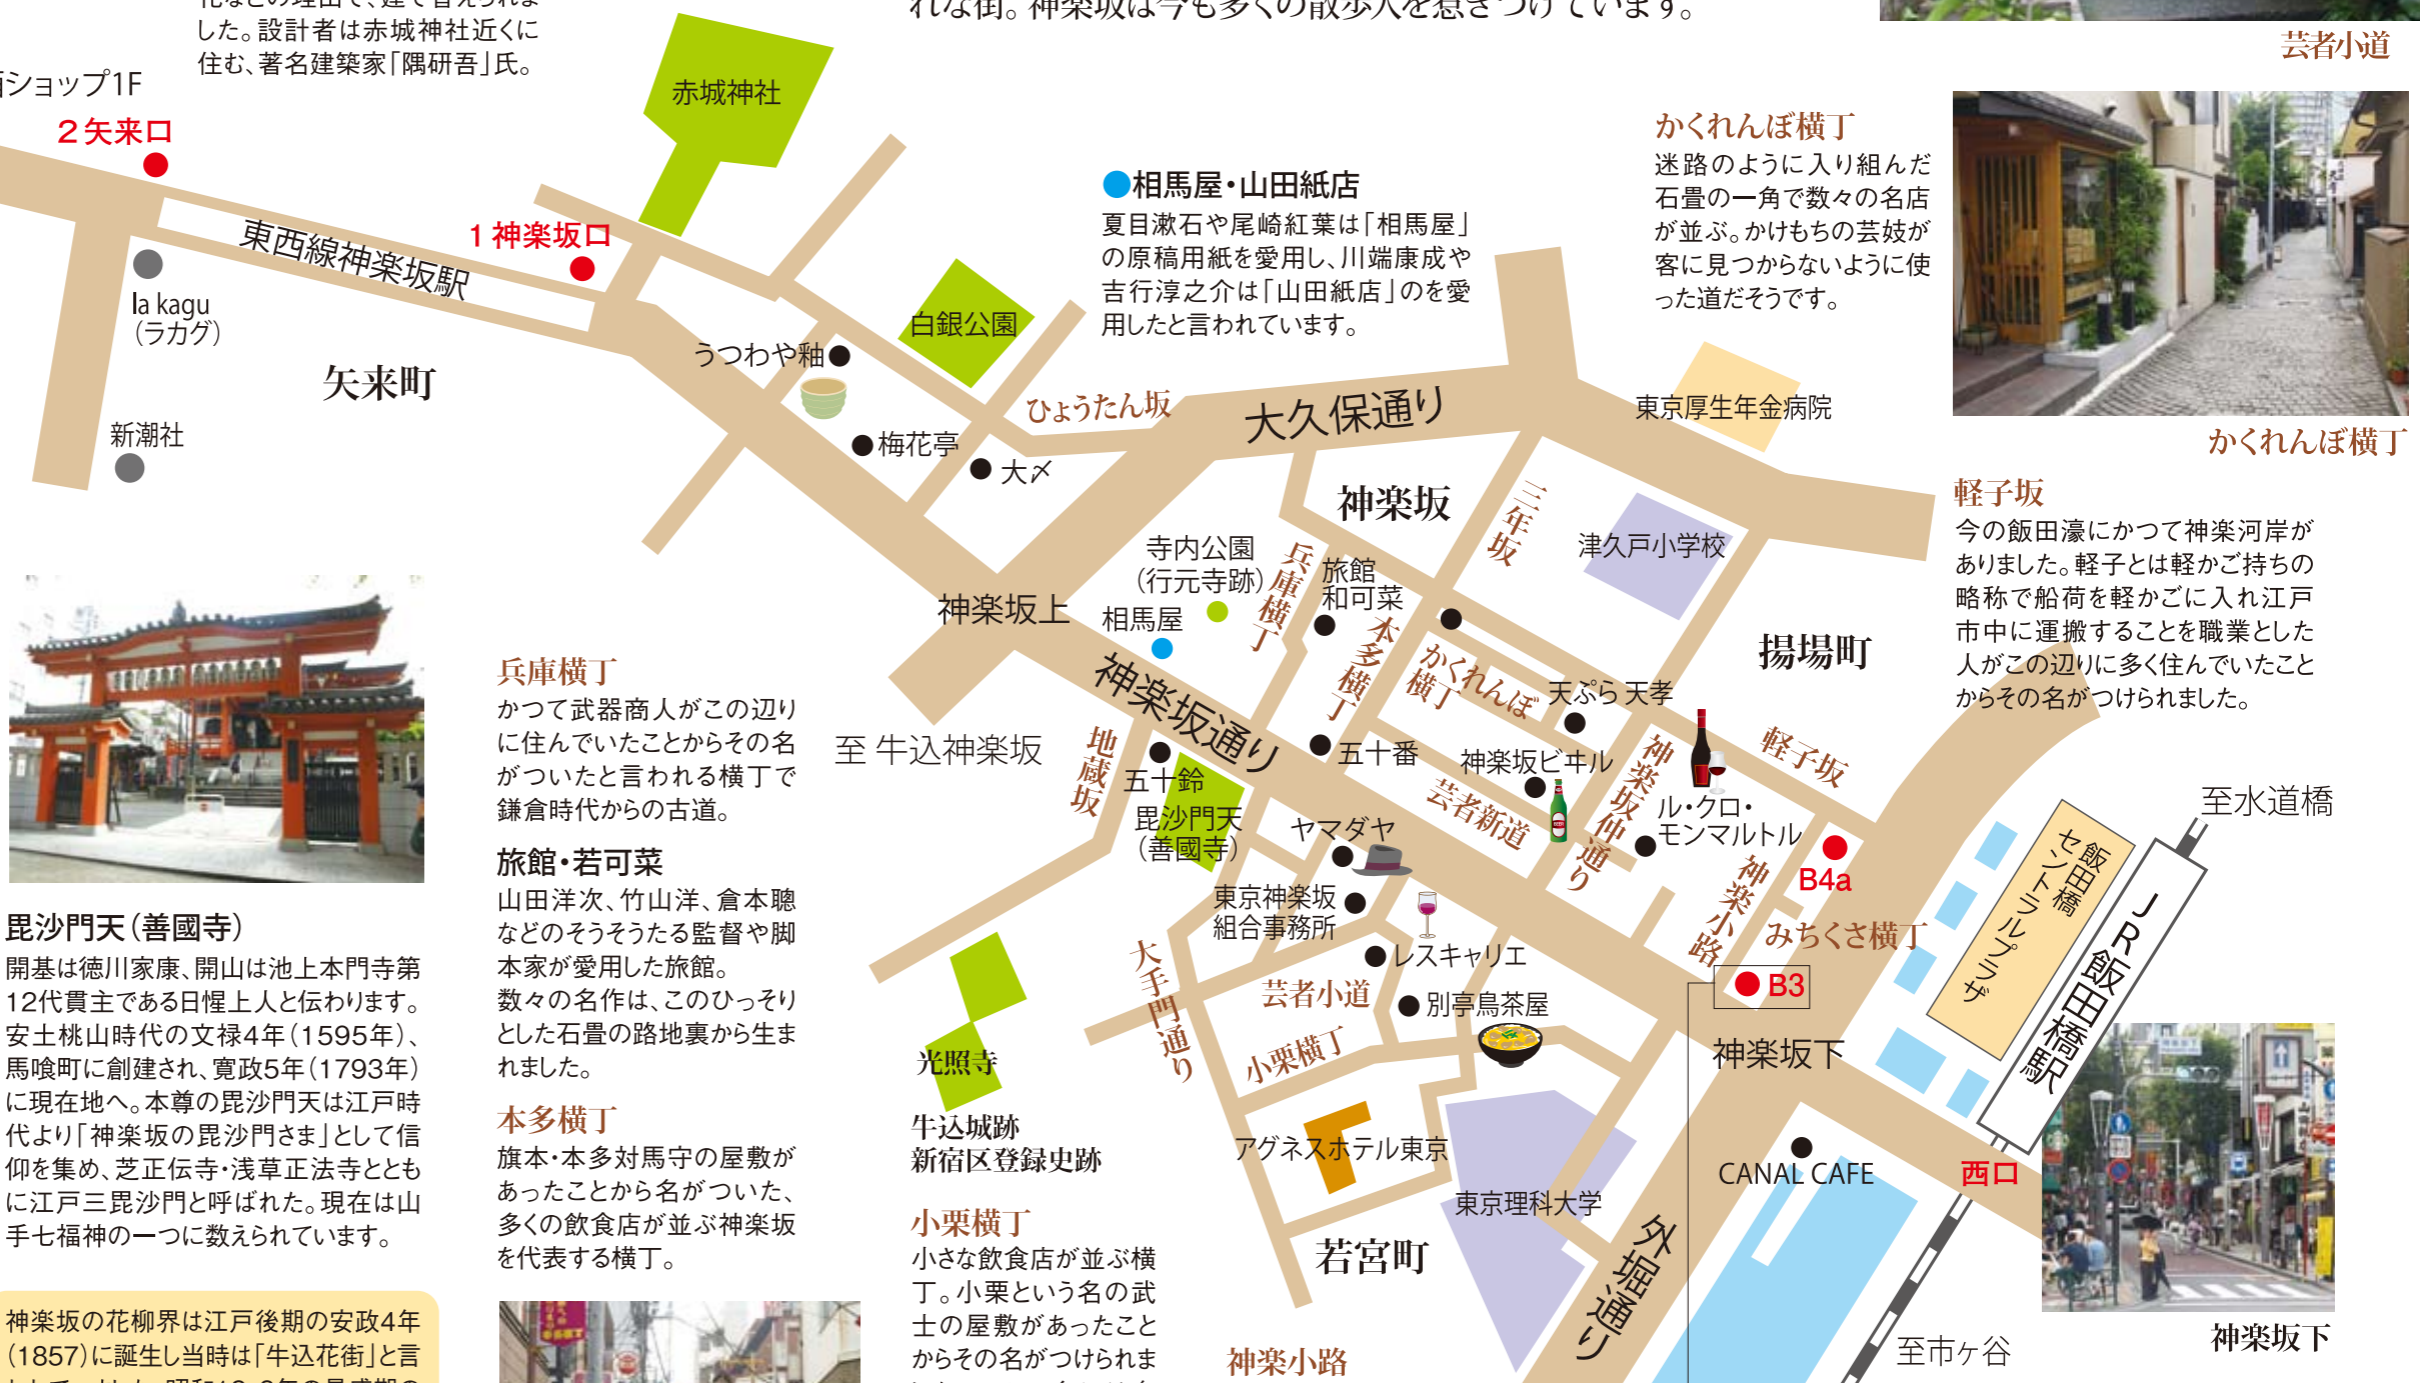 した。設計者は赤城神社近くに
住む、著名建築家「隈研吾」氏。
れな街。神楽坂は今も多くの散歩人を惹きつけています。
芸者小道
ショップ1F
2 矢来口
赤城神社
1 神楽坂口
東西線神楽坂駅
la kagu
（ラカグ）
矢来町
新潮社
うつわや釉
白銀公園
梅花亭
大〆
ひょうたん坂
●相馬屋・山田紙店
夏目漱石や尾崎紅葉は「相馬屋」
の原稿用紙を愛用し、川端康成や
吉行淳之介は「山田紙店」のを愛
用したと言われています。
大久保通り
かくれんぼ横丁
迷路のように入り組んだ
石畳の一角で数々の名店
が並ぶ。かけもちの芸妓が
客に見つからないように使
った道だそうです。
東京厚生年金病院
かくれんぼ横丁
軽子坂
今の飯田濠にかつて神楽河岸が
ありました。軽子とは軽かご持ちの
略称で船荷を軽かごに入れ江戸
市中に運搬することを職業とした
人がこの辺りに多く住んでいたこと
からその名がつけられました。
神楽坂
三年坂
津久戸小学校
揚場町
寺内公園
（行元寺跡）
兵庫横丁
旅館
和可菜
本多横丁
かくれんぼ
横丁
神楽坂上
相馬屋
神楽坂通り
天ぷら 天孝
至 牛込神楽坂
地蔵坂
五十鈴
毘沙門天
（善國寺）
五十番
神楽坂ビヰル
芸者新道
神楽坂仲通り
軽子坂
ル・クロ・
モンマルトル
ヤマダヤ
東京神楽坂
組合事務所
レスキャリエ
芸者小道
別亭鳥茶屋
小栗横丁
大手門通り
B4a
神楽小路
みちくさ横丁
B3
神楽坂下
至水道橋
飯田橋
セントラルプラザ
JR飯田橋駅
西口
CANAL CAFE
外堀通り
至市ヶ谷
神楽坂下
アグネスホテル東京
東京理科大学
若宮町
神楽小路
光照寺
牛込城跡
新宿区登録史跡
小栗横丁
小さな飲食店が並ぶ横
丁。小栗という名の武
士の屋敷があったこと
からその名がつけられま
兵庫横丁
かつて武器商人がこの辺り
に住んでいたことからその名
がついたと言われる横丁で
鎌倉時代からの古道。
旅館・若可菜
山田洋次、竹山洋、倉本聰
などのそうそうたる監督や脚
本家が愛用した旅館。
数々の名作は、このひっそり
とした石畳の路地裏から生ま
れました。
本多横丁
旗本・本多対馬守の屋敷が
あったことから名がついた、
多くの飲食店が並ぶ神楽坂
を代表する横丁。
毘沙門天（善國寺）
開基は徳川家康、開山は池上本門寺第
12代貫主である日惺上人と伝わります。
安土桃山時代の文禄4年（1595年）、
馬喰町に創建され、寛政5年（1793年）
に現在地へ。本尊の毘沙門天は江戸時
代より「神楽坂の毘沙門さま」として信
仰を集め、芝正伝寺・浅草正法寺ととも
に江戸三毘沙門と呼ばれた。現在は山
手七福神の一つに数えられています。
神楽坂の花柳界は江戸後期の安政4年
（1857）に誕生し当時は「牛込花街」と言